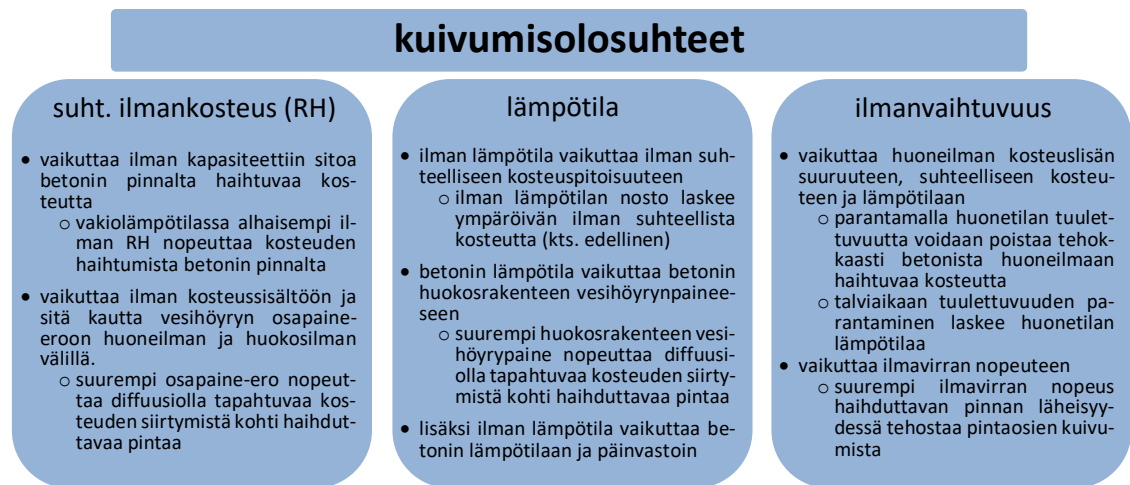 kuivumisolosuhteet
suht. ilmankosteus (RH)
• vaikuttaa ilman kapasiteettiin sitoa
betonin pinnalta haihtuvaa kos-
teutta
o vakiolämpötilassa alhaisempi il-
man RH nopeuttaa kosteuden
haihtumista betonin pinnalta
• vaikuttaa ilman kosteussisältöön ja
sitä kautta vesihöyryn osapaine-
eroon huoneilman ja huokosilman
välillä.
o suurempi osapaine-ero nopeut-
taa diffuusiolla tapahtuvaa kos-
teuden siirtymistä kohti haihdut-
tavaa pintaa
lämpötila
• ilman lämpötila vaikuttaa ilman suh-
teelliseen kosteuspitoisuuteen
o ilman lämpötilan nosto laskee
ympäröivän ilman suhteellista
kosteutta (kts. edellinen)
• betonin lämpötila vaikuttaa betonin
huokosrakenteen vesihöyrynpainee-
seen
o suurempi huokosrakenteen vesi-
höyrypaine nopeuttaa diffuusi-
olla tapahtuvaa kosteuden siirty-
mistä kohti haihduttavaa pintaa
• lisäksi ilman lämpötila vaikuttaa be-
tonin lämpötilaan ja päinvastoin
ilmanvaihtuvuus
• vaikuttaa huoneilman kosteuslisän
suuruuteen, suhteelliseen kosteu-
teen ja lämpötilaan
o parantamalla huonetilan tuulet-
tuvuutta voidaan poistaa tehok-
kaasti betonista huoneilmaan
haihtuvaa kosteutta
o talviaikaan tuulettuvuuden pa-
rantaminen laskee huonetilan
lämpötilaa
• vaikuttaa ilmavirran nopeuteen
o suurempi ilmavirran nopeus
haihduttavan pinnan läheisyy-
dessä tehostaa pintaosien kuivu-
mista